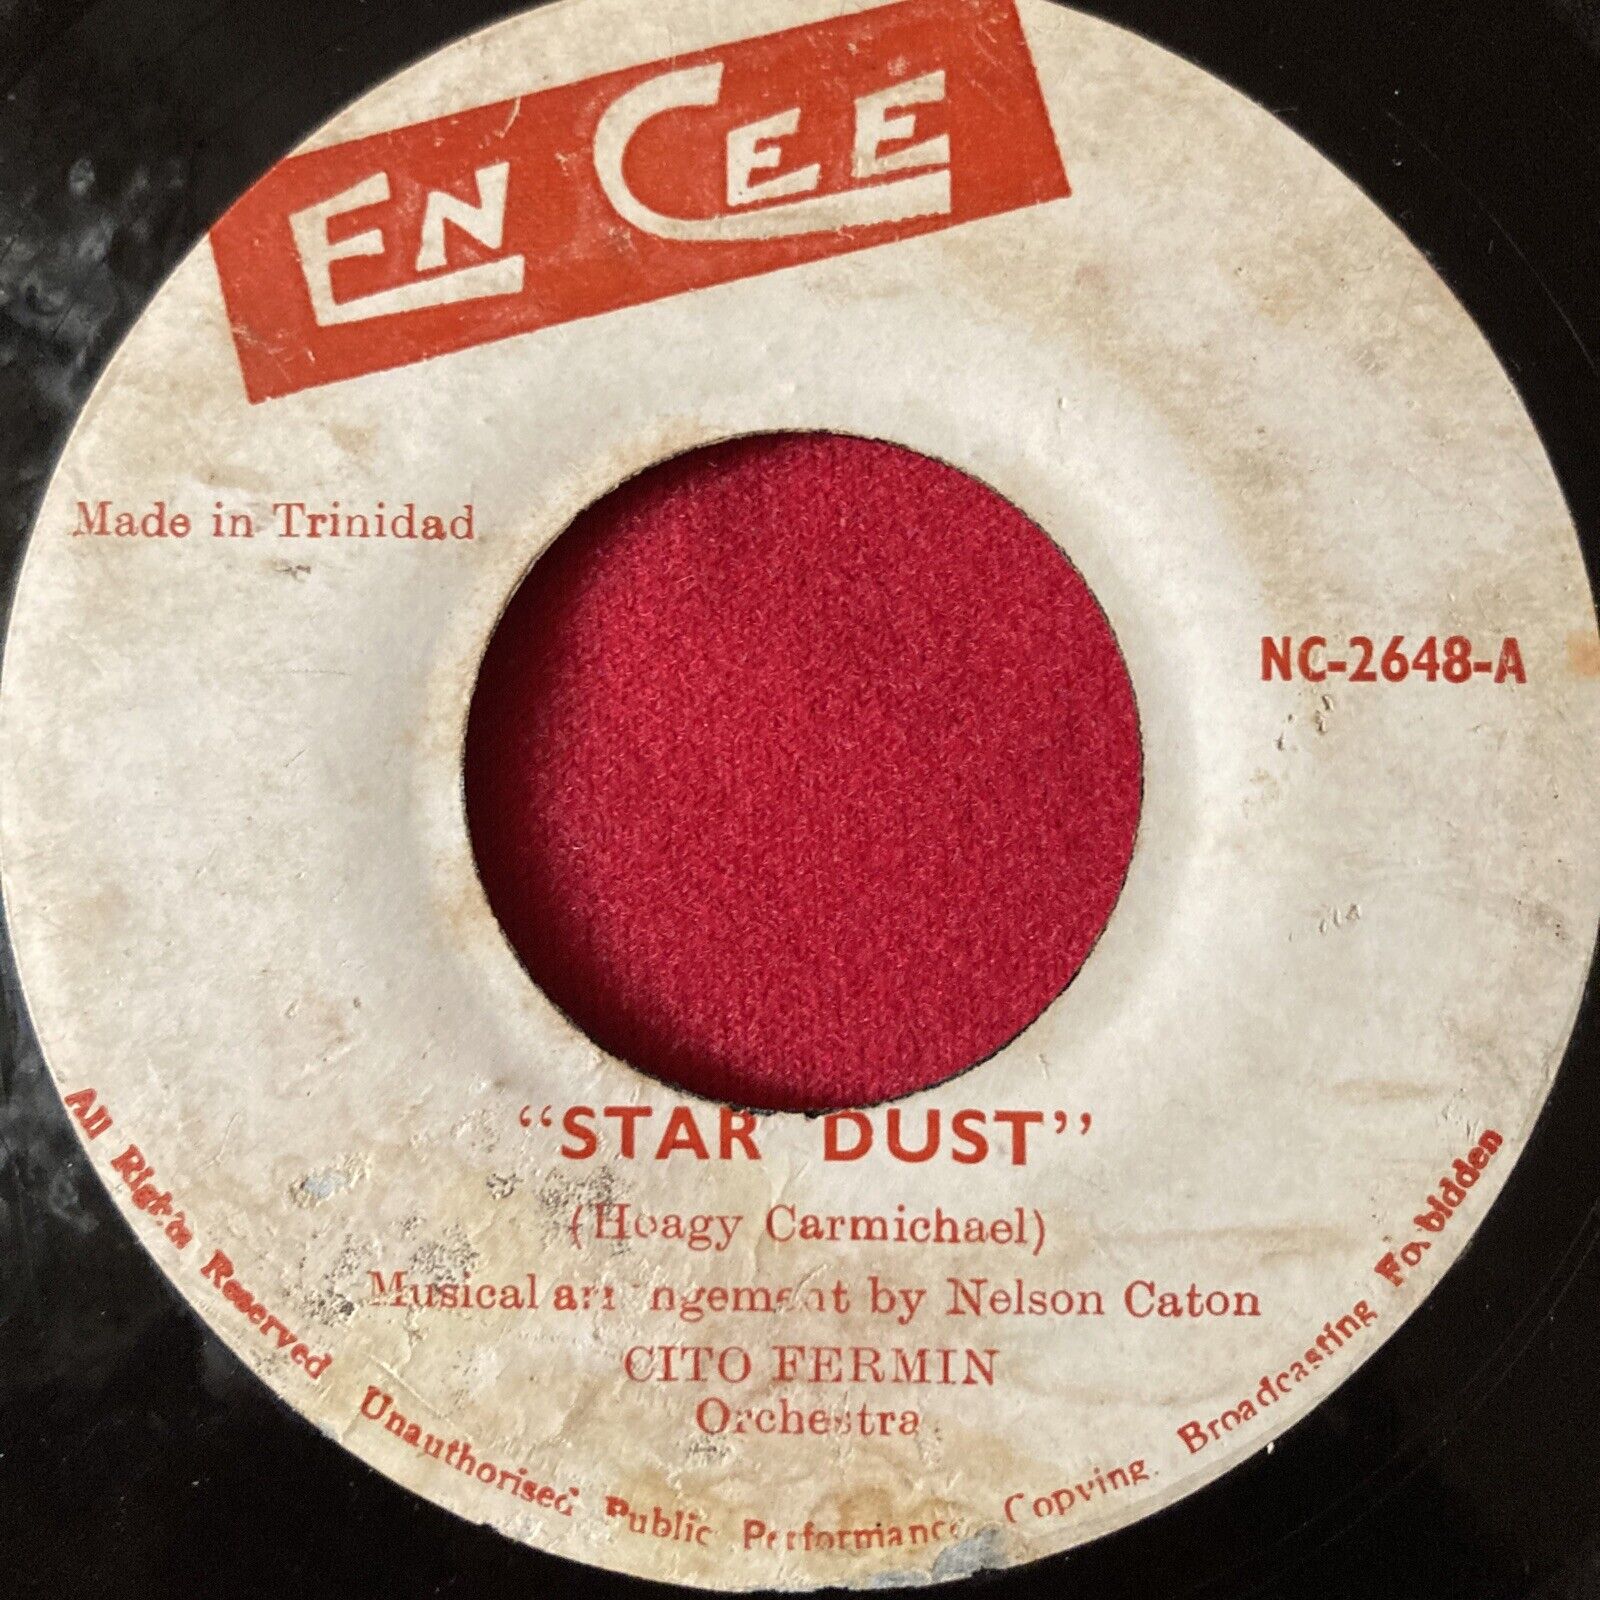 EN CEE
Made in Trinidad
NC-2648-A
"STAR DUST"
(Hoagy Carmichael)
Musical arrangement by Nelson Caton
CITO FERMIN
Orchestra
All Rights Reserved Unauthorised Public Performance Copying. Broadcasting Forbidden